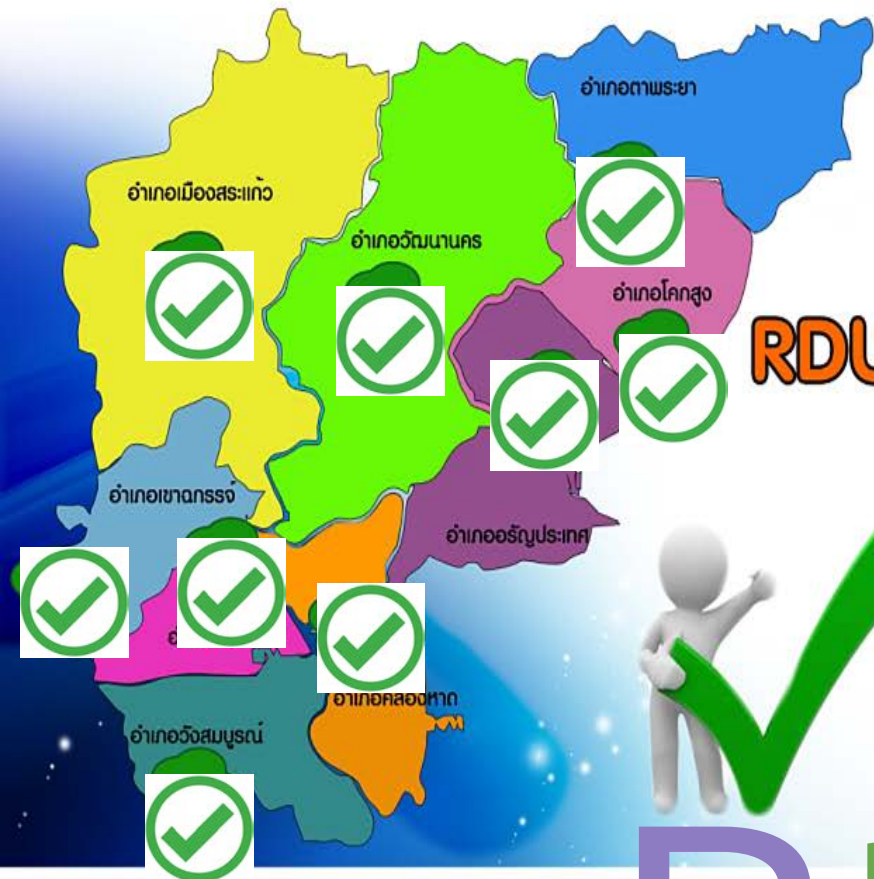 อำเภอตาพระยา
อำเภอเมืองสระแก้ว
อำเภอวัฒนานคร
อำเภอโคกสูง
RDU
อำเภอเขาฉกรรจ์
อำเภออรัญประเทศ
อำเภอคลองหาด
อำเภอวังสมบูรณ์